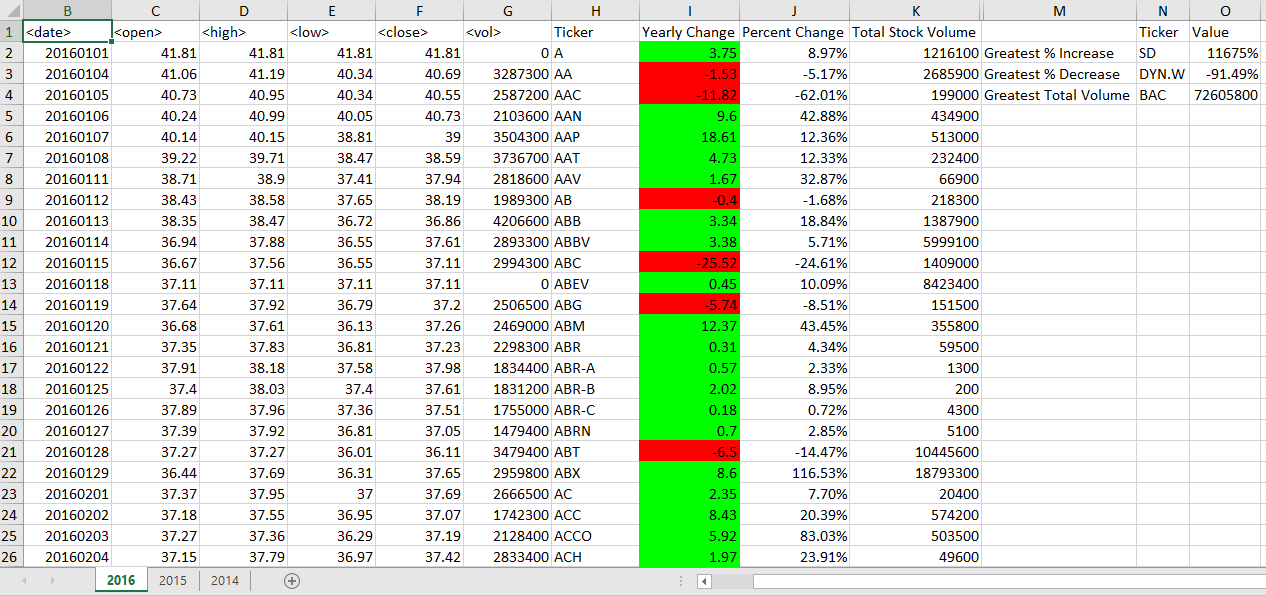 B C D E F G H I J K M N O
1 <date> <open> <high> <low> <close> <vol> Ticker Yearly Change Percent Change Total Stock Volume Ticker Value
2 20160101 41.81 41.81 41.81 41.81 0 A 3.75 8.97% 1216100 Greatest % Increase SD 11675%
3 20160104 41.06 41.19 40.34 40.69 3287300 AA -1.53 -5.17% 2685900 Greatest % Decrease DYN.W -91.49%
4 20160105 40.73 40.95 40.34 40.55 2587200 AAC -11.82 -62.01% 199000 Greatest Total Volume BAC 72605800
5 20160106 40.24 40.99 40.05 40.73 2103600 AAN 9.6 42.88% 434900
6 20160107 40.14 40.15 38.81 39 3504300 AAP 18.61 12.36% 513000
7 20160108 39.22 39.71 38.47 38.59 3736700 AAT 4.73 12.33% 232400
8 20160111 38.71 38.9 37.41 37.94 2818600 AAV 1.67 32.87% 66900
9 20160112 38.43 38.58 37.65 38.19 1989300 AB -0.4 -1.68% 218300
10 20160113 38.35 38.47 36.72 36.86 4206600 ABB 3.34 18.84% 1387900
11 20160114 36.94 37.88 36.55 37.61 2893300 ABBV 3.38 5.71% 5999100
12 20160115 36.67 37.56 36.55 37.11 2994300 ABC -25.52 -24.61% 1409000
13 20160118 37.11 37.11 37.11 37.11 0 ABEV 0.45 10.09% 8423400
14 20160119 37.64 37.92 36.79 37.2 2506500 ABG -5.74 -8.51% 151500
15 20160120 36.68 37.61 36.13 37.26 2469000 ABM 12.37 43.45% 355800
16 20160121 37.35 37.83 36.81 37.23 2298300 ABR 0.31 4.34% 59500
17 20160122 37.91 38.18 37.58 37.98 1834400 ABR-A 0.57 2.33% 1300
18 20160125 37.4 38.03 37.4 37.61 1831200 ABR-B 2.02 8.95% 200
19 20160126 37.89 37.96 37.36 37.51 1755000 ABR-C 0.18 0.72% 4300
20 20160127 37.39 37.92 36.81 37.05 1479400 ABRN 0.7 2.85% 5100
21 20160128 37.27 37.27 36.01 36.11 3479400 ABT -6.5 -14.47% 10445600
22 20160129 36.44 37.69 36.31 37.65 2959800 ABX 8.6 116.53% 18793300
23 20160201 37.37 37.95 37 37.69 2666500 AC 2.35 7.70% 20400
24 20160202 37.18 37.55 36.95 37.07 1742300 ACC 8.43 20.39% 574200
25 20160203 37.27 37.36 36.29 37.19 2128400 ACCO 5.92 83.03% 503500
26 20160204 37.15 37.79 36.97 37.42 2833400 ACH 1.97 23.91% 49600
2016 2015 2014